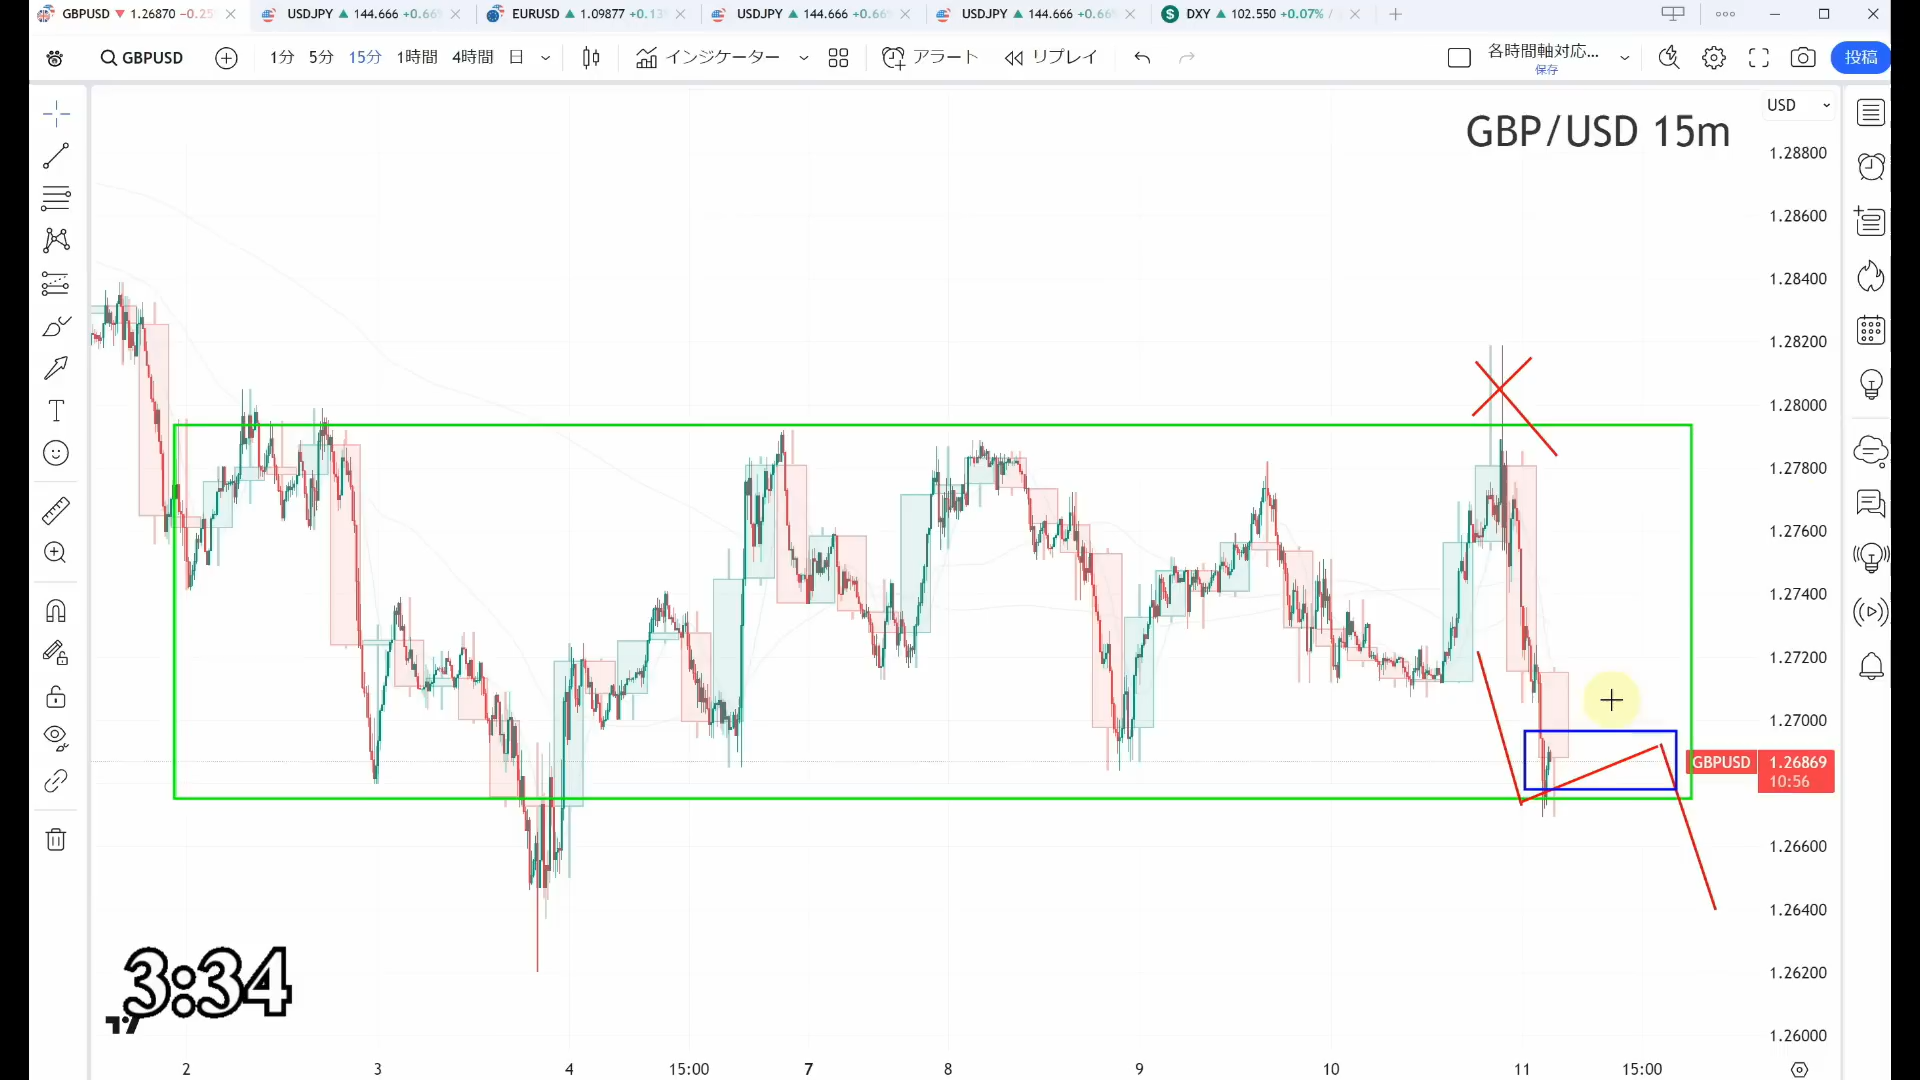 GBPUSD ▼ 1.26870 −0.25
USDJPY ▲ 144.666 +0.66
EURUSD ▲ 1.09877 +0.13
USDJPY ▲ 144.666 +0.66
USDJPY ▲ 144.666 +0.66
DXY ▲ 102.550 +0.07% /
GBPUSD
1分 5分 15分 1時間 4時間 日
インジケーター
アラート
リプレイ
各時間軸対応...
保存
投稿
USD
GBP/USD 15m
1.28800
1.28600
1.28400
1.28200
1.28000
1.27800
1.27600
1.27400
1.27200
1.27000
GBPUSD 1.26869
10:56
1.26600
1.26400
1.26200
1.26000
3:34
2 3 4 15:00 7 8 9 10 11 15:00